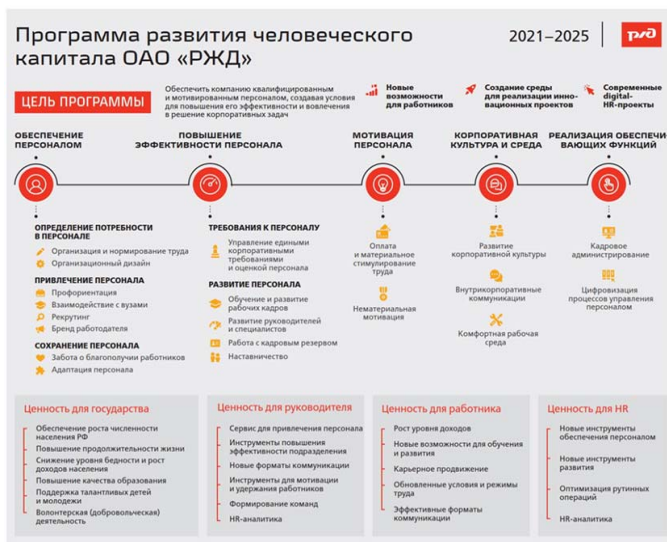 Программа развития человеческого
капитала ОАО «РЖД»
2021–2025
ржд
ЦЕЛЬ ПРОГРАММЫ
Обеспечить компанию квалифицированным
и мотивированным персоналом, создавая условия
для повышения его эффективности и вовлечения
в решение корпоративных задач
Новые
возможности
для работников
Создание среды
для реализации инно-
вационных проектов
Современные
digital-
HR-проекты
ОБЕСПЕЧЕНИЕ
ПЕРСОНАЛОМ
ПОВЫШЕНИЕ
ЭФФЕКТИВНОСТИ ПЕРСОНАЛА
МОТИВАЦИЯ
ПЕРСОНАЛА
КОРПОРАТИВНАЯ
КУЛЬТУРА И СРЕДА
РЕАЛИЗАЦИЯ ОБЕСПЕЧИ-
ВАЮЩИХ ФУНКЦИЙ
ОПРЕДЕЛЕНИЕ ПОТРЕБНОСТИ
В ПЕРСОНАЛЕ
Организация и нормирование труда
Организационный дизайн
ПРИВЛЕЧЕНИЕ ПЕРСОНАЛА
Профориентация
Взаимодействие с вузами
Рекрутинг
Бренд работодателя
СОХРАНЕНИЕ ПЕРСОНАЛА
Забота о благополучии работников
Адаптация персонала
ТРЕБОВАНИЯ К ПЕРСОНАЛУ
Управление едиными
корпоративными
требованиями
и оценкой персонала
РАЗВИТИЕ ПЕРСОНАЛА
Обучение и развитие
рабочих кадров
Развитие руководителей
и специалистов
Работа с кадровым резервом
Наставничество
Оплата
и материальное
стимулирование
труда
Нематериальная
мотивация
Развитие
корпоративной культуры
Внутрикорпоративные
коммуникации
Комфортная рабочая
среда
Кадровое
администрирование
Цифровизация
процессов управления
персоналом
Ценность для государства
Обеспечение роста численности
населения РФ
Повышение продолжительности жизни
Снижение уровня бедности и рост
доходов населения
Повышение качества образования
Поддержка талантливых детей
и молодежи
Волонтерская (добровольческая)
деятельность
Ценность для руководителя
Сервис для привлечения персонала
Инструменты повышения
эффективности подразделения
Новые форматы коммуникации
Инструменты для мотивации
и удержания работников
Формирование команд
HR-аналитика
Ценность для работника
Рост уровня доходов
Новые возможности для обучения
и развития
Карьерное продвижение
Обновленные условия и режимы
труда
Эффективные форматы
коммуникации
Ценность для HR
Новые инструменты
обеспечения персоналом
Новые инструменты
развития
Оптимизация рутинных
операций
HR-аналитика